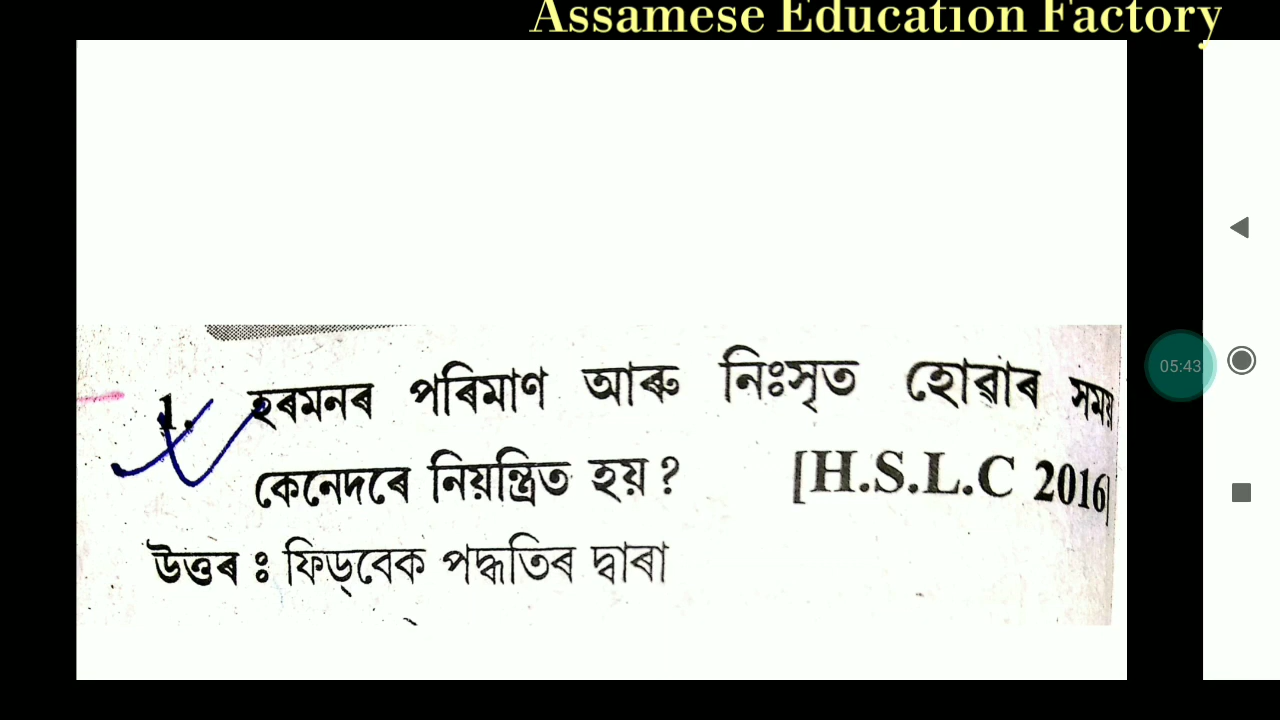 Assamese Education Factory
1. হৰমনৰ পৰিমাণ আৰু নিঃসৃত হোৱাৰ সময়
কেনেদৰে নিয়ন্ত্ৰিত হয় ? [H.S.L.C 2016]
উত্তৰ ঃ ফিড্‌বেক পদ্ধতিৰ দ্বাৰা
05:43